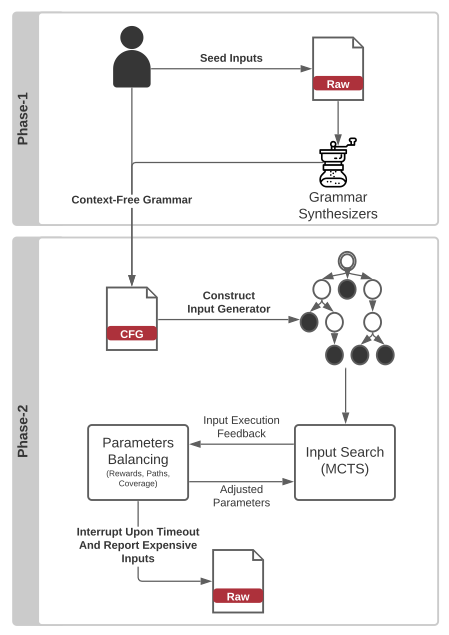 Phase-1
Seed Inputs
Raw
Grammar
Synthesizers
Context-Free Grammar
Phase-2
CFG
Construct
Input Generator
Input Execution
Feedback
Parameters
Balancing
(Rewards, Paths,
Coverage)
Input Search
(MCTS)
Adjusted
Parameters
Interrupt Upon Timeout
And Report Expensive
Inputs
Raw